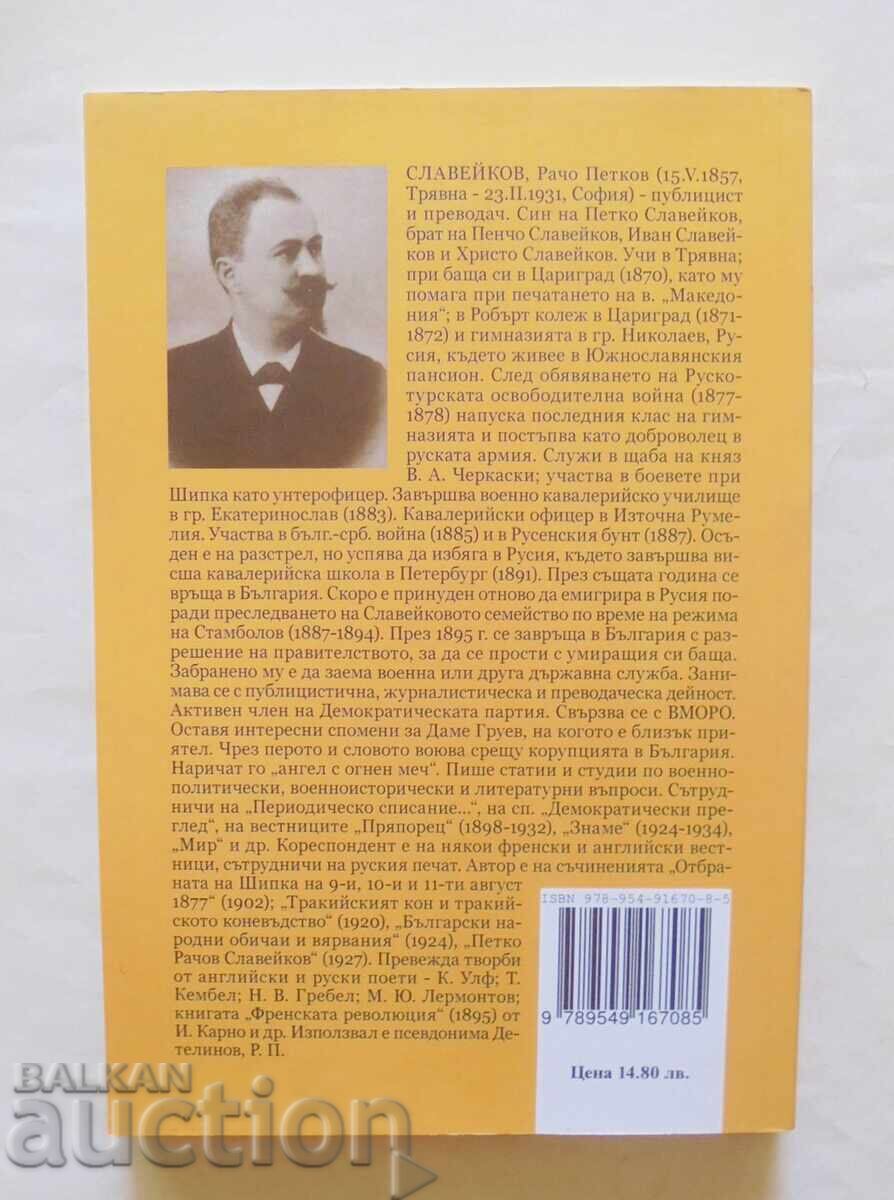 СЛАВЕЙКОВ, Рачо Петков (15.V.1857,
Трявна - 23.II.1931, София) - публицист
и преводач. Син на Петко Славейков,
брат на Пенчо Славейков, Иван Славей-
ков и Христо Славейков. Учи в Трявна;
при баща си в Цариград (1870), като му
помага при печатането на в. „Македо-
ния“; в Робърт колеж в Цариград (1871-
1872) и гимназията в гр. Николаев, Ру-
сия, където живее в Южнославянския
пансион. След обявяването на Руско-
турската освободителна война (1877-
1878) напуска последния клас на гим-
назията и постъпва като доброволец в
руската армия. Служи в щаба на княз
В. А. Черкаски; участва в боевете при
Шипка като унтерофицер. Завършва военно кавалерийско училище
в гр. Екатеринослав (1883). Кавалерийски офицер в Източна Руме-
лия. Участва в бълг.-срб. война (1885) и в Русенския бунт (1887). Осъ-
ден е на разстрел, но успява да избяга в Русия, където завършва ви-
сша кавалерийска школа в Петербург (1891). През същата година се
връща в България. Скоро е принуден отново да емигрира в Русия по-
ради преследването на Славейковото семейство по време на режима
на Стамболов (1887-1894). През 1895 г. се завръща в България с раз-
решение на правителството, за да се прости с умиращия си баща.
Забранено му е да заема военна или друга държавна служба. Зани-
мава се с публицистична, журналистическа и преводаческа дейност.
Активен член на Демократическата партия. Свързва се с ВМОРО.
Оставя интересни спомени за Даме Груев, на когото е близък при-
ятел. Чрез перото и словото воюва срещу корупцията в България.
Наричат го „ангел с огнен меч“. Пише статии и студии по военно-
политически, военноисторически и литературни въпроси. Сътруд-
ничи на „Периодическо списание...“, на сп. „Демократически пре-
глед“, на вестниците „Пряпорец“ (1898-1932), „Знаме“ (1924-1934),
„Мир“ и др. Кореспондент е на някои френски и английски вест-
ници, сътрудничи на руския печат. Автор е на съчиненията „Отбра-
ната на Шипка на 9-и, 10-и и 11-ти август
1877“ (1902); „Тракийският кон и тракий-
ското коневъдство“ (1920), „Български на-
родни обичаи и вярвания“ (1924), „Петко
Рачов Славейков“ (1927). Превежда творби
от английски и руски поети - К. Улф; Т.
Кембел; Н. В. Гребел; М. Ю. Лермонтов;
книгата „Френската революция“ (1895) от
И. Карно и др. Използвал е псевдонима Де-
телинов, Р. П.
ISBN 978-954-91670-8-5
9 789549 167085
Цена 14.80 лв.
BALKAN
auction